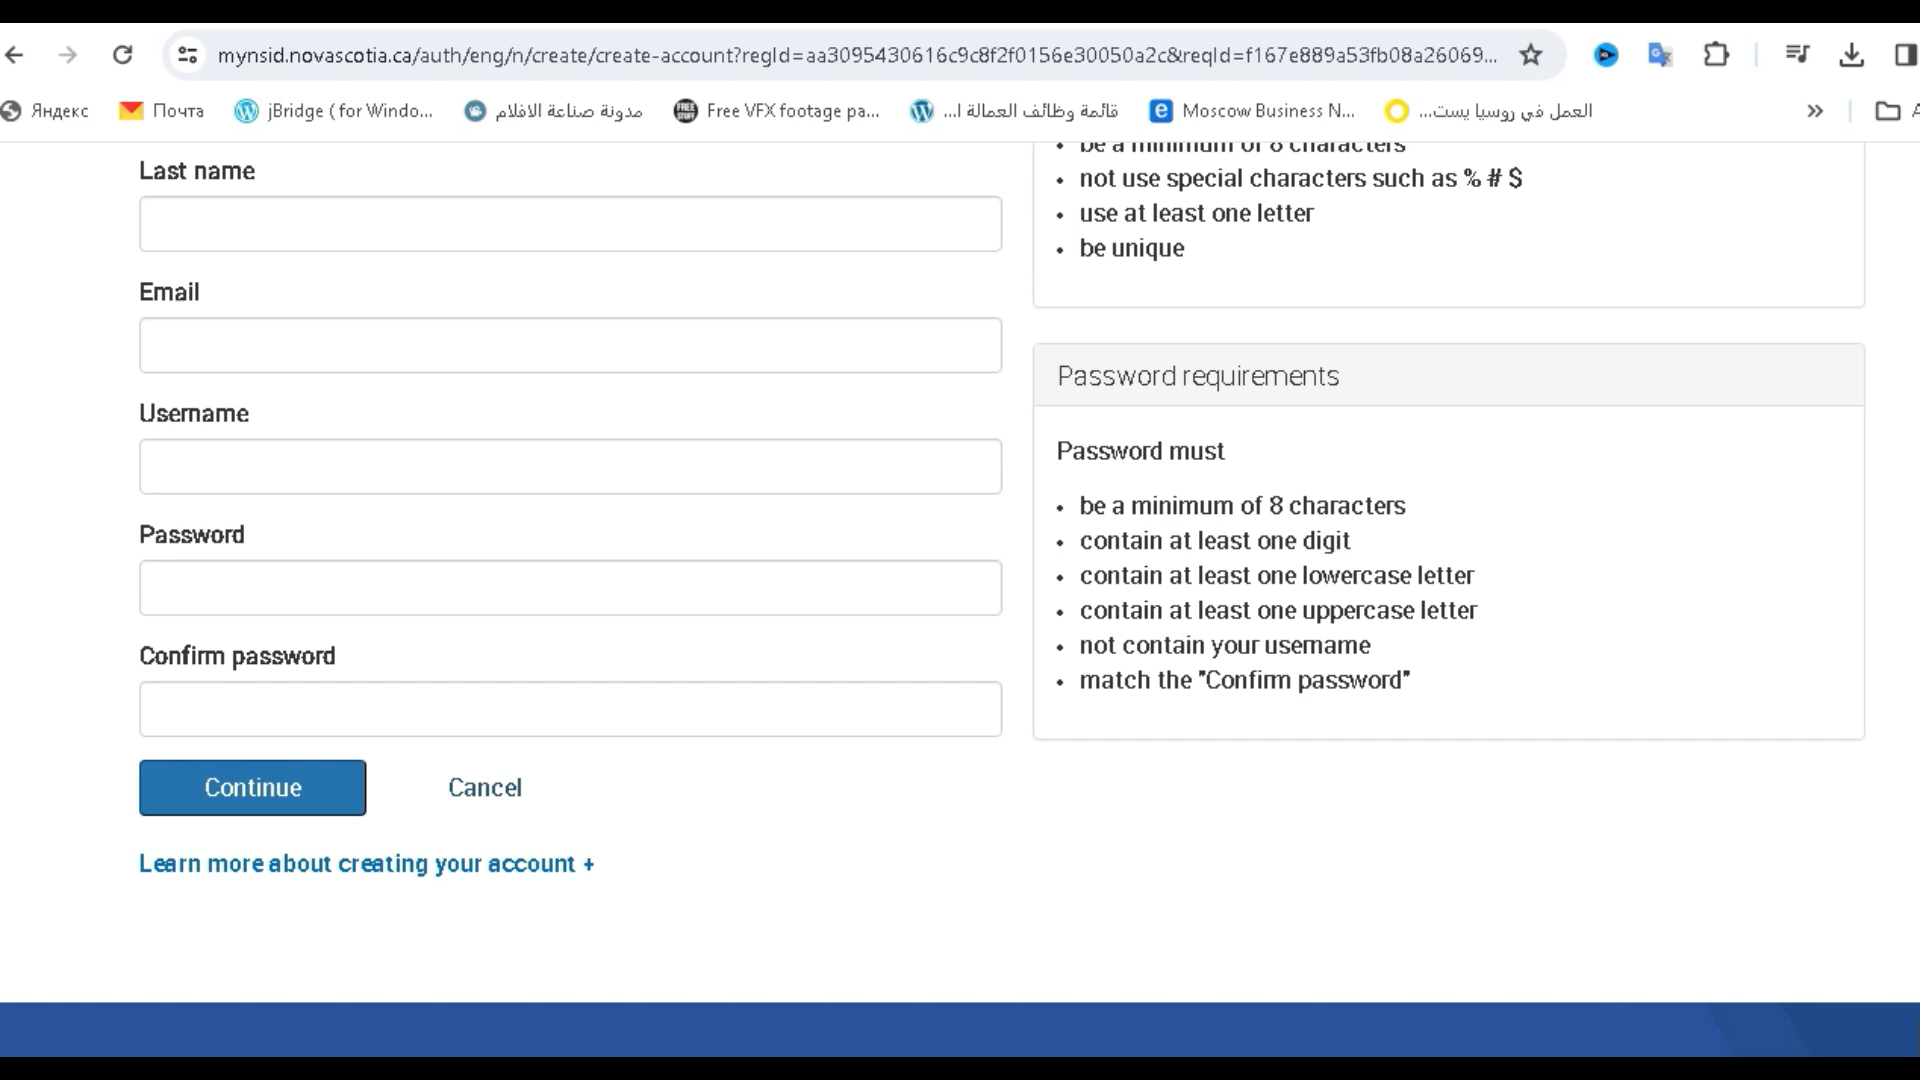 mynsid.novascotia.ca/auth/eng/n/create/create-account?regId=aa3095430616c9c8f2f0156e30050a2c&reqId=f167e889a53fb08a26069...
Яндекс
Почта
jBridge ( for Windo...
مدونة صناعة الافلام
Free VFX footage pa...
قائمة وظائف العمالة ا...
Moscow Business N...
العمل في روسيا يست...
Last name
Email
Username
Password
Confirm password
Continue
Cancel
Learn more about creating your account +
• be a minimum of 8 characters
• not use special characters such as % # $
• use at least one letter
• be unique
Password requirements
Password must
• be a minimum of 8 characters
• contain at least one digit
• contain at least one lowercase letter
• contain at least one uppercase letter
• not contain your username
• match the "Confirm password"